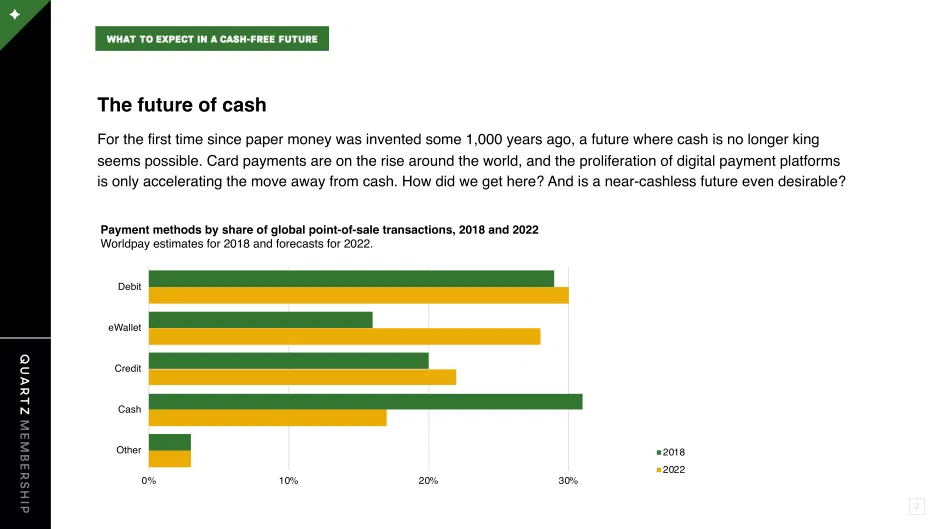 WHAT TO EXPECT IN A CASH-FREE FUTURE
The future of cash
For the first time since paper money was invented some 1,000 years ago, a future where cash is no longer king
seems possible. Card payments are on the rise around the world, and the proliferation of digital payment platforms
is only accelerating the move away from cash. How did we get here? And is a near-cashless future even desirable?
Payment methods by share of global point-of-sale transactions, 2018 and 2022
Worldpay estimates for 2018 and forecasts for 2022.
Debit
eWallet
Credit
Cash
Other
0% 10% 20% 30%
2018
2022
QUARTZ MEMBERSHIP
2